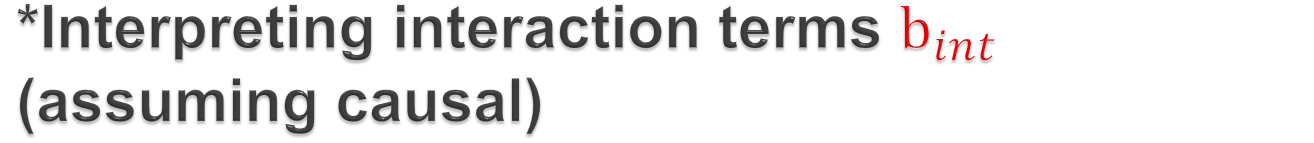 *Interpreting interaction terms b_int
(assuming causal)